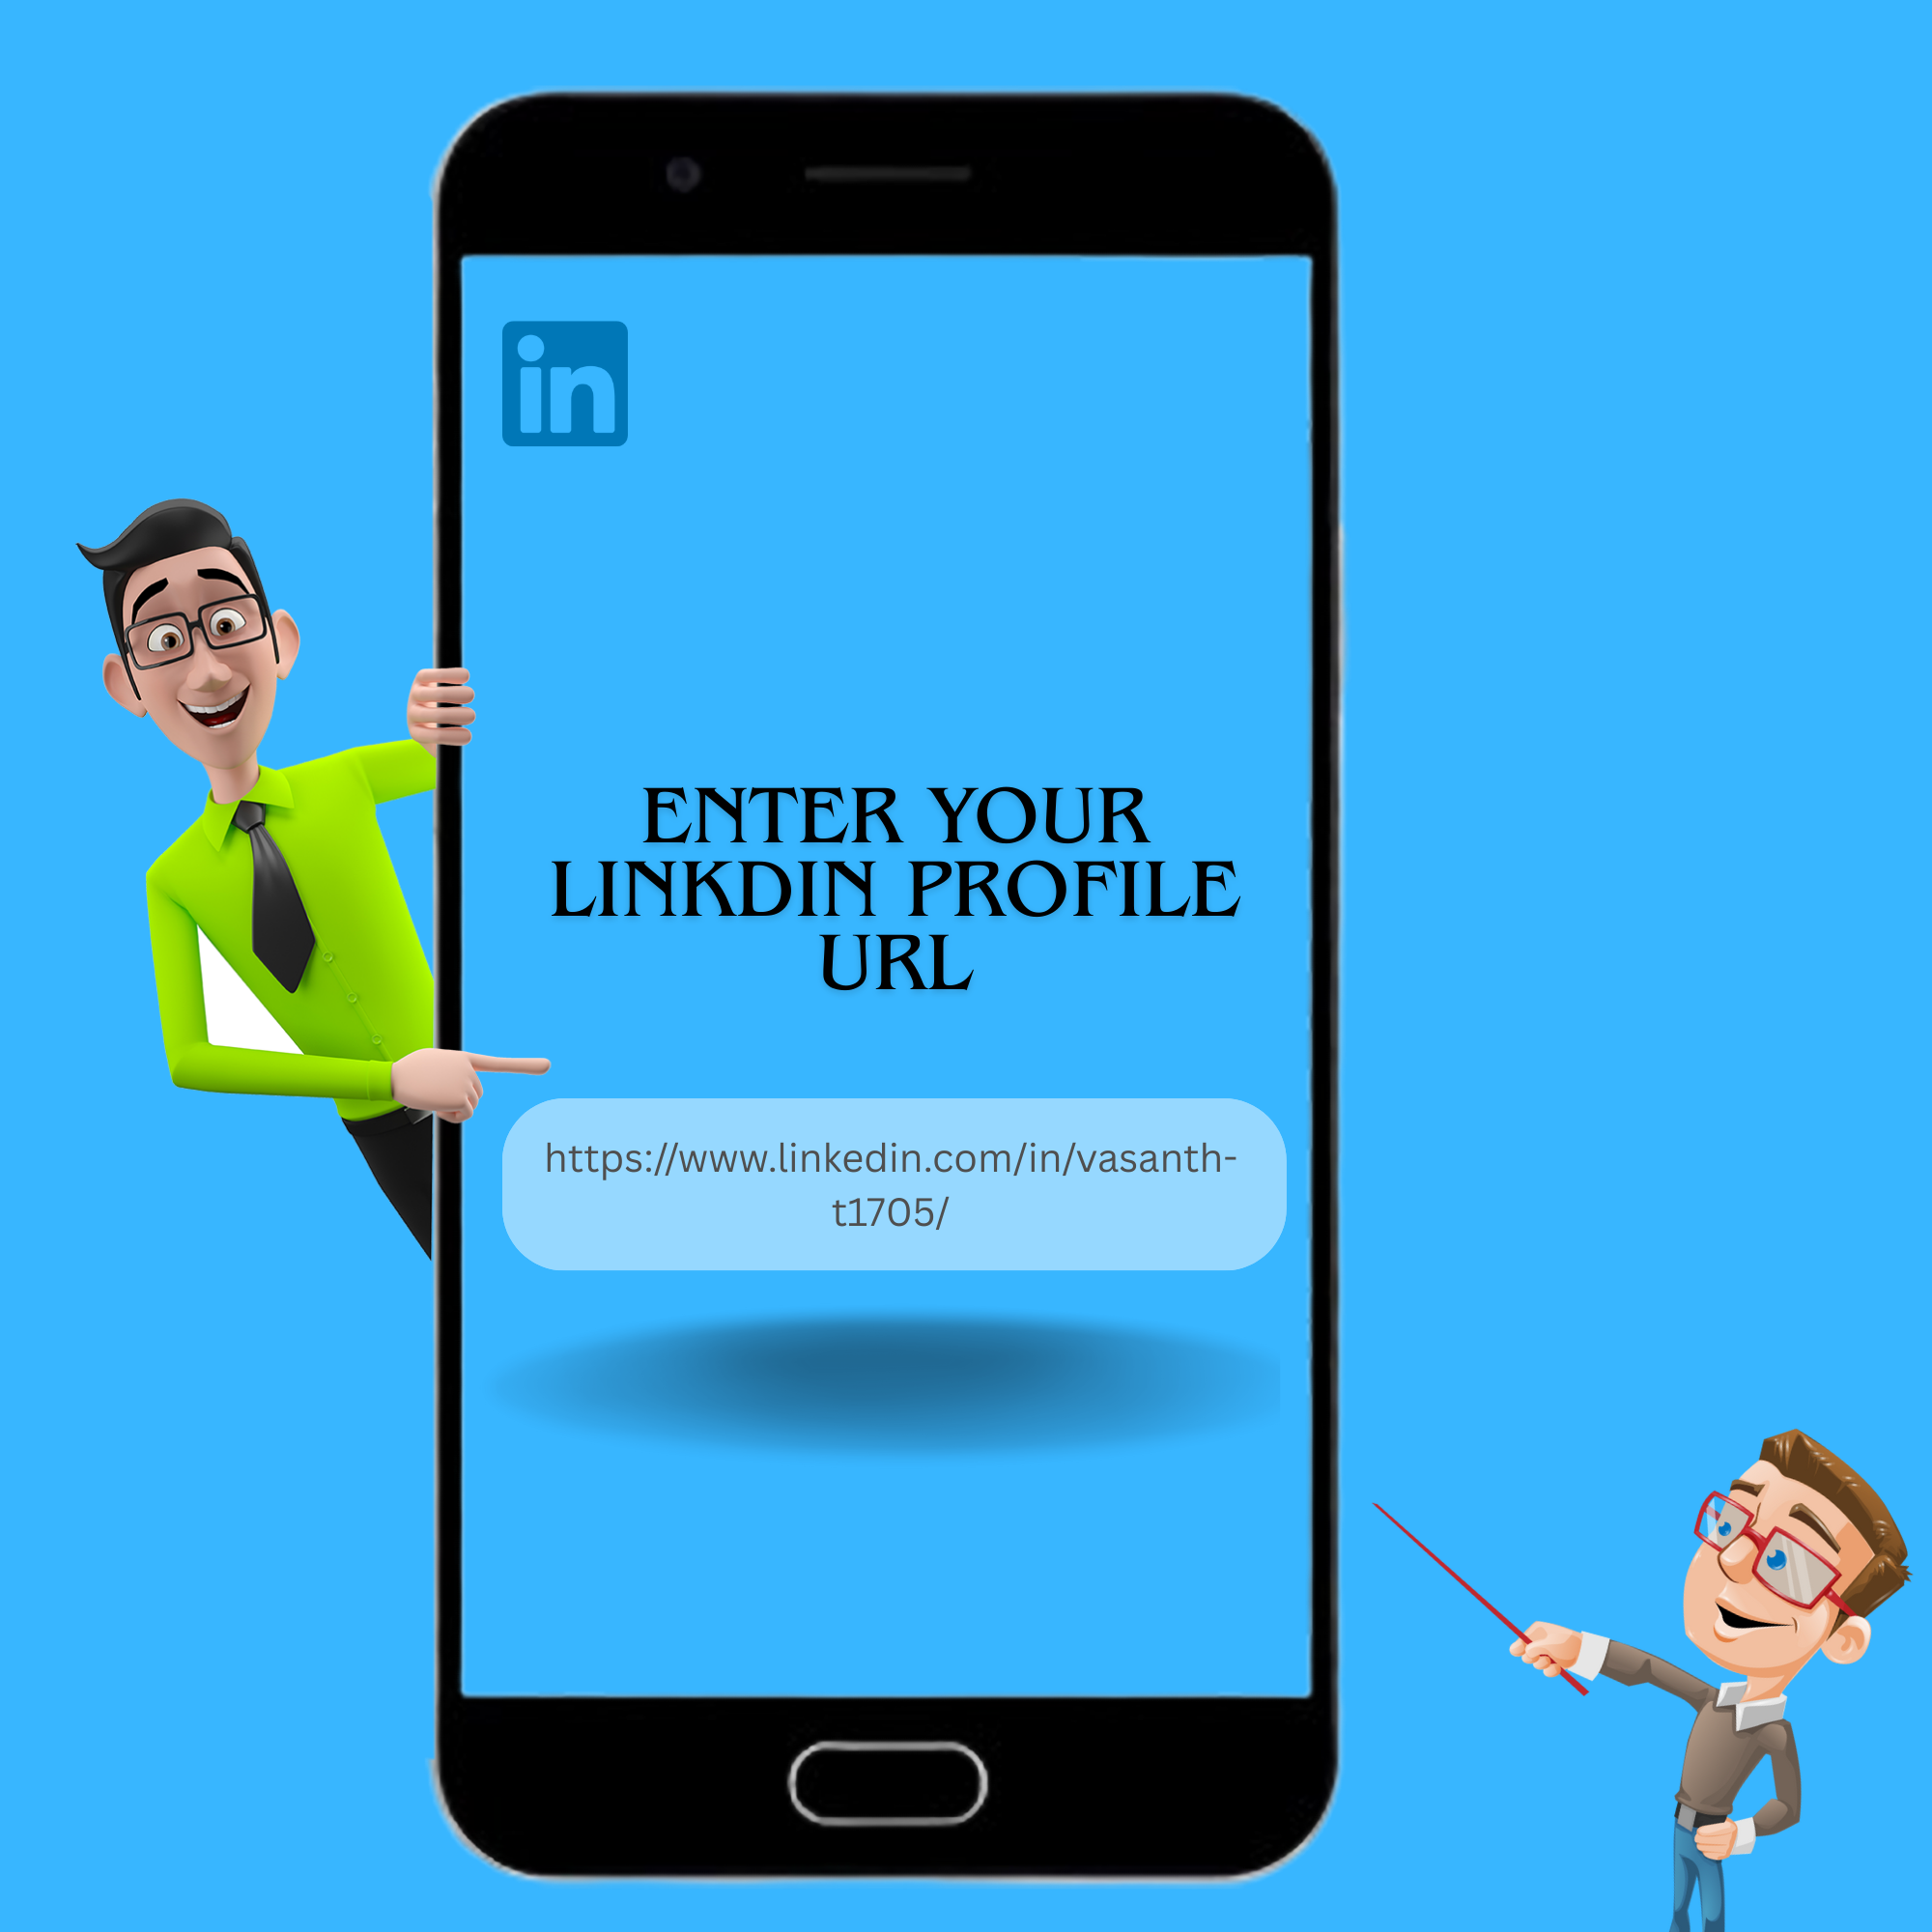 in
ENTER YOUR
LINKDIN PROFILE
URL
https://www.linkedin.com/in/vasanth-
t1705/